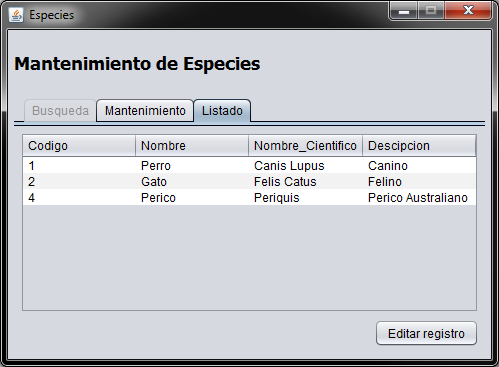 Especies
Mantenimiento de Especies
Busqueda Mantenimiento Listado
Codigo Nombre Nombre_Cientifico Descipcion
1 Perro Canis Lupus Canino
2 Gato Felis Catus Felino
4 Perico Periquis Perico Australiano
Editar registro